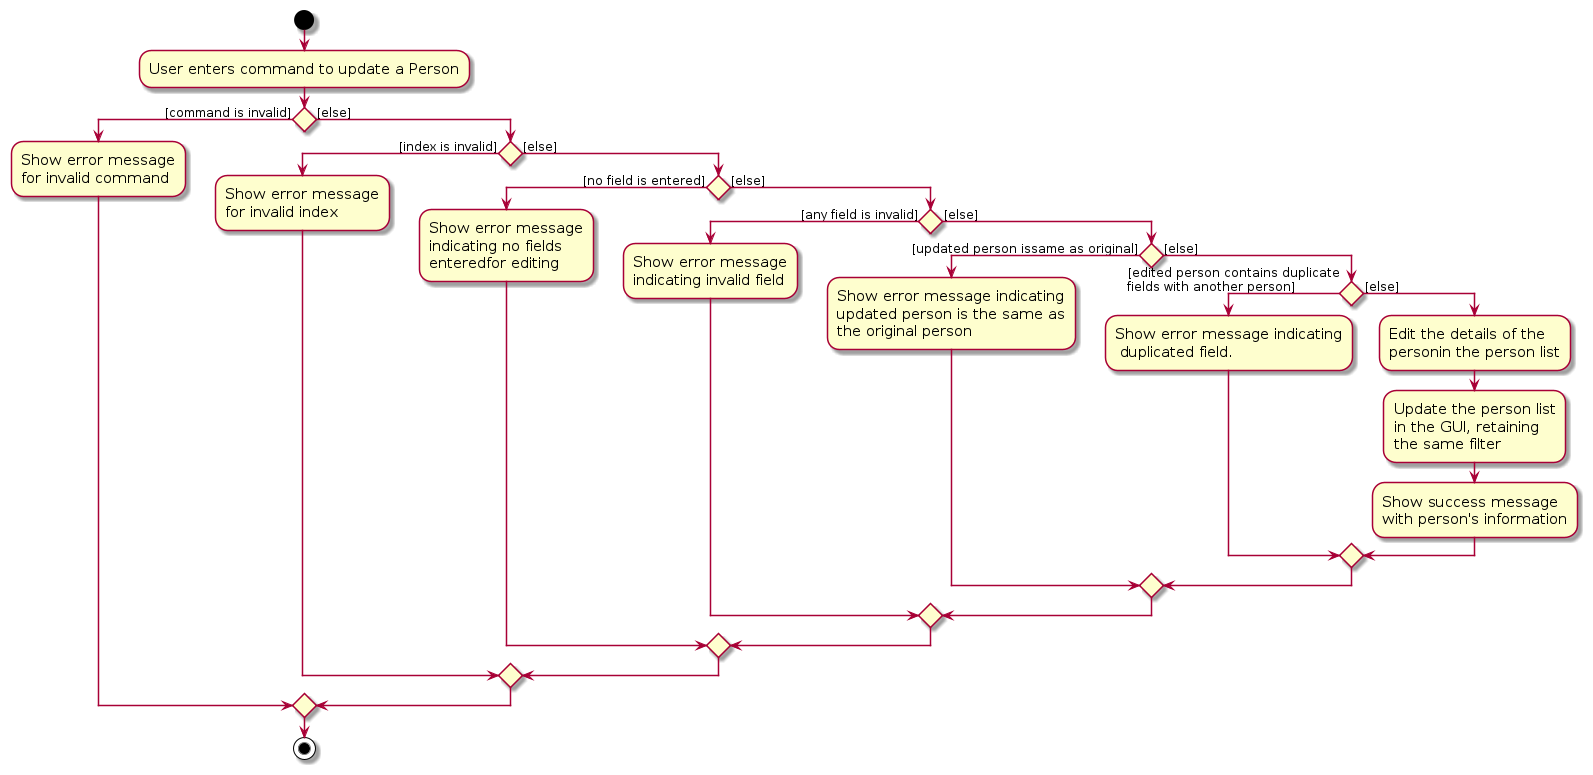 User enters command to update a Person
[command is invalid]
[else]
Show error message
for invalid command
[index is invalid]
[else]
Show error message
for invalid index
[no field is entered]
[else]
Show error message
indicating no fields
enteredfor editing
[any field is invalid]
[else]
Show error message
indicating invalid field
[updated person issame as original]
[else]
Show error message indicating
updated person is the same as
the original person
[edited person contains duplicate
fields with another person]
[else]
Show error message indicating
duplicated field.
Edit the details of the
personin the person list
Update the person list
in the GUI, retaining
the same filter
Show success message
with person's information